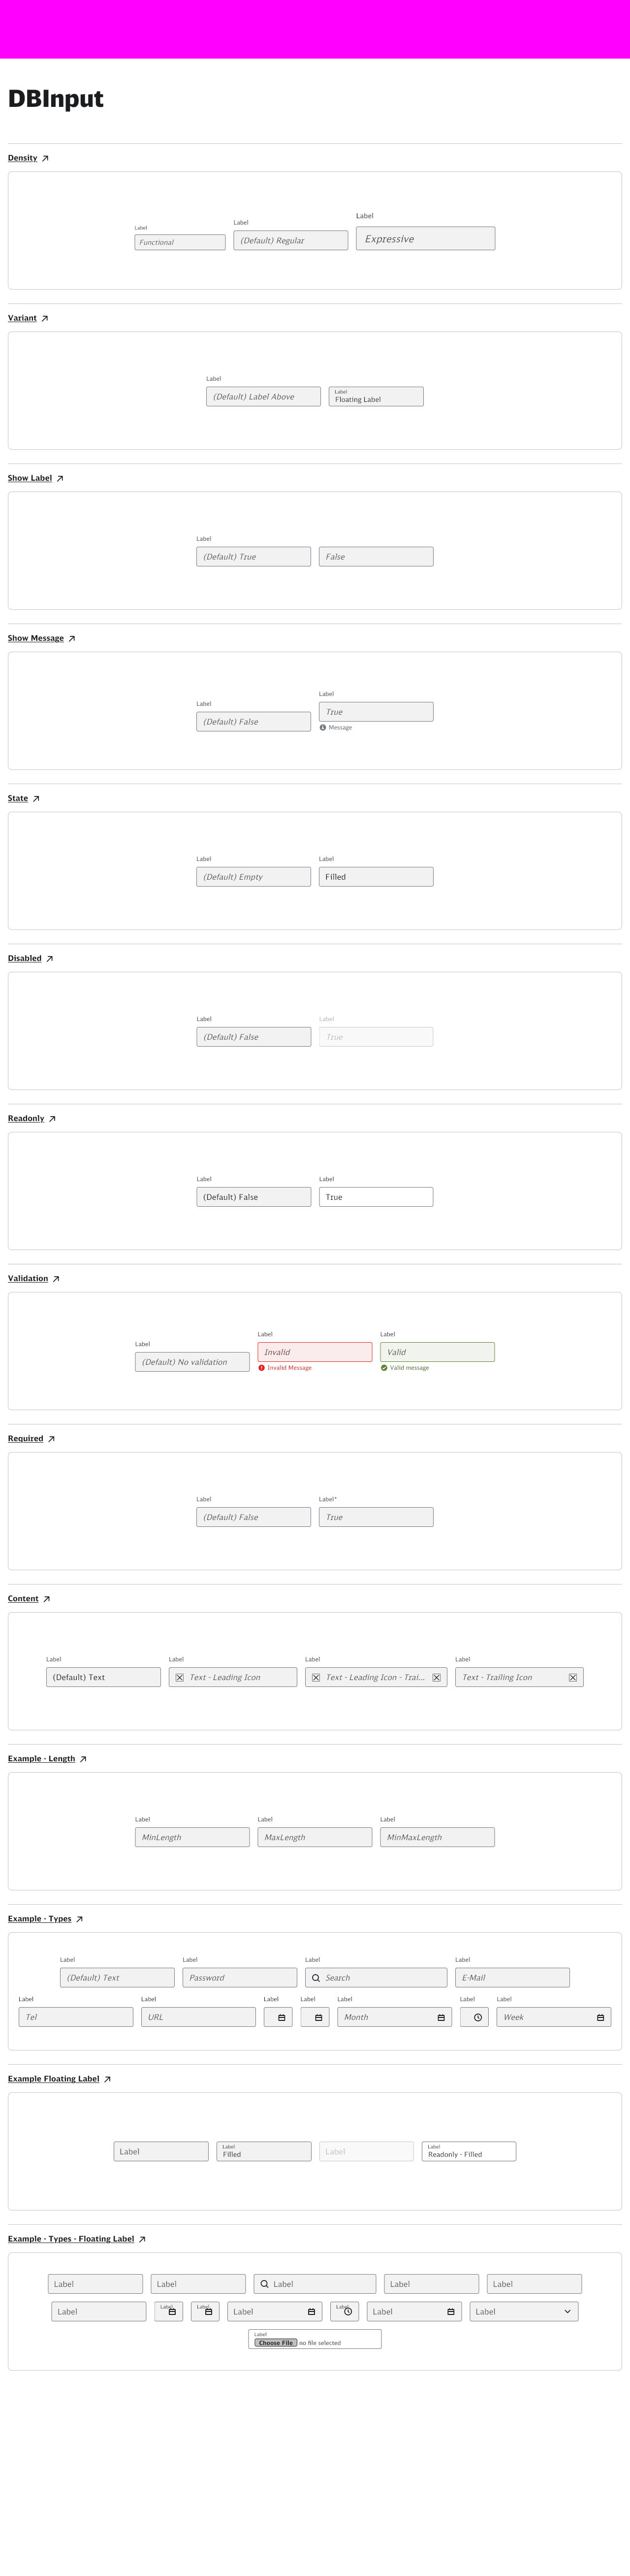 DBInput
Density
Label Label Label
Functional (Default) Regular Expressive
Variant
Label Label
(Default) Label Above Floating Label
Show Label
Label
(Default) True False
Show Message
Label Label
(Default) False True
Message
State
Label Label
(Default) Empty Filled
Disabled
Label Label
(Default) False True
Readonly
Label Label
(Default) False True
Validation
Label Label Label
(Default) No validation Invalid Valid
Invalid Message Valid message
Required
Label Label*
(Default) False True
Content
Label Label Label Label
(Default) Text Text - Leading Icon Text - Leading Icon - Trai... Text - Trailing Icon
Example - Length
Label Label Label
MinLength MaxLength MinMaxLength
Example - Types
Label Label Label Label
(Default) Text Password Search E-Mail
Label Label Label Label Label Label Label
Tel URL Month Week
Example Floating Label
Label Label Filled Label Label Readonly - Filled
Example - Types - Floating Label
Label Label Label Label Label
Label Label Label Label Label Label Label
Label
Choose File no file selected